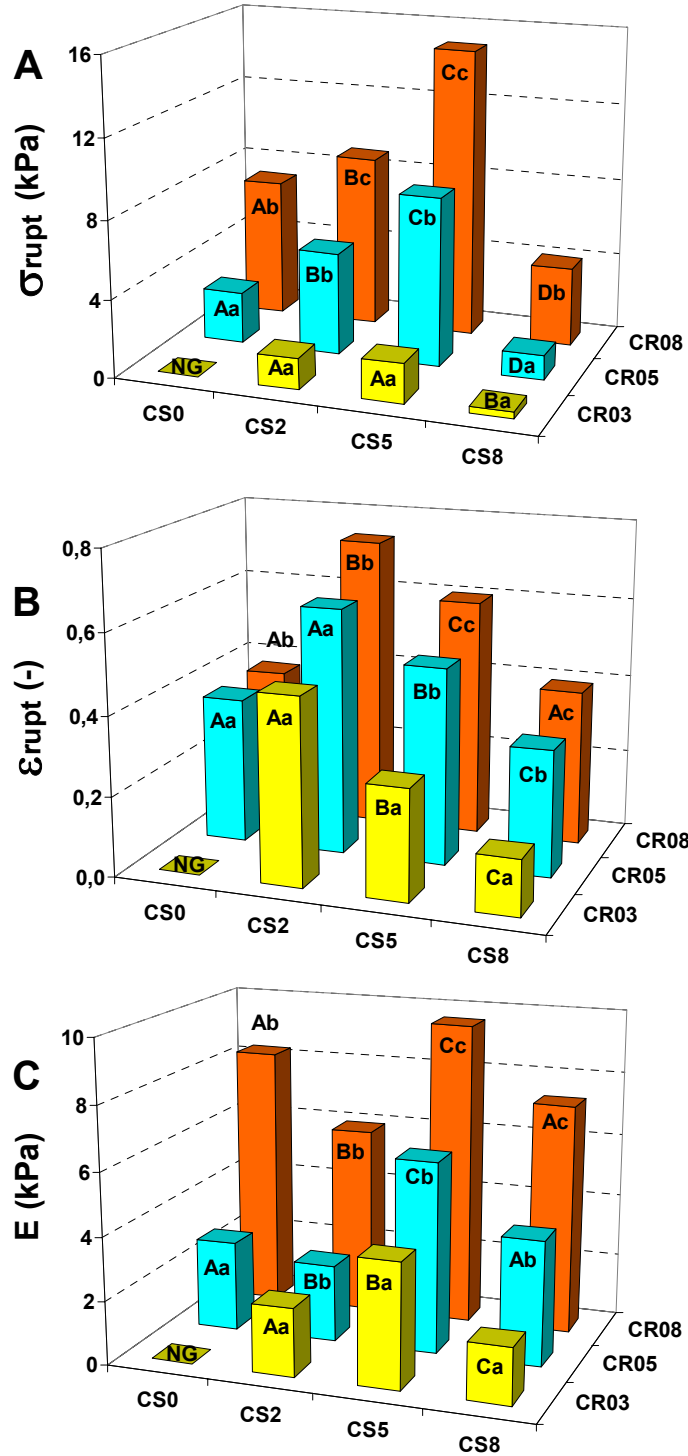 A
σrupt (kPa)
16
12
8
4
0
Cc
Bc
Ab
Cb
Bb
Db
Aa
Da
Aa
Aa
NG
Ba
CS0
CS2
CS5
CS8
CR08
CR05
CR03
B
εrupt (-)
0,8
0,6
0,4
0,2
0,0
Bb
Cc
Aa
Ab
Bb
Aa
Aa
Ac
Cb
Ba
NG
Ca
CS0
CS2
CS5
CS8
CR08
CR05
CR03
C
E (kPa)
10
8
6
4
2
0
Ab
Cc
Ac
Bb
Cb
Aa
Ab
Bb
Ba
Aa
NG
Ca
CS0
CS2
CS5
CS8
CR08
CR05
CR03